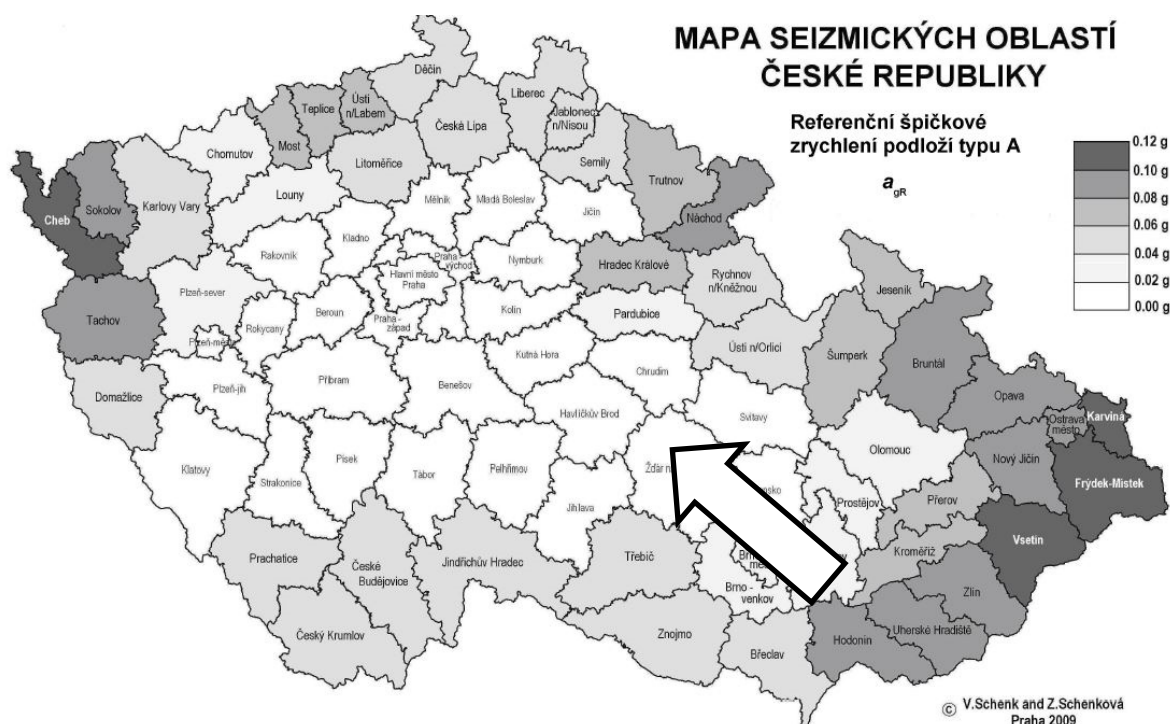 MAPA SEIZMICKÝCH OBLASTÍ
ČESKÉ REPUBLIKY
Referenční špičkové
zrychlení podloží typu A
a gR
0.12 g
0.10 g
0.08 g
0.06 g
0.04 g
0.02 g
0.00 g
Děčín
Liberec
Jablonec
n/Nisou
Ústí
n/Labem
Teplice
Most
Česká Lípa
Chomutov
Litoměřice
Semily
Trutnov
Cheb
Sokolov
Karlovy Vary
Louny
Mělník
Mladá Boleslav
Jičín
Náchod
Kladno
Rakovník
Praha
-východ
Nymburk
Hradec Králové
Rychnov
n/Kněžnou
Hlavní město
Praha
Jeseník
Tachov
Plzeň-sever
Rokycany
Beroun
Praha-
západ
Kolín
Pardubice
Plzeň-město
Kutná Hora
Ústí n/Orlicí
Šumperk
Bruntál
Domažlice
Plzeň-jih
Příbram
Benešov
Chrudim
Opava
Karviná
Havlíčkův Brod
Svitavy
Ostrava
město
Klatovy
Strakonice
Písek
Tábor
Pelhřimov
Žďár n
Olomouc
Nový Jičín
Frýdek-Místek
nsko
Prostějov
Přerov
Jihlava
Vsetín
Prachatice
České
Budějovice
Jindřichův Hradec
Třebíč
Kroměříž
Brno -
venkov
Zlín
Český Krumlov
Znojmo
Břeclav
Hodonín
Uherské Hradiště
© V.Schenk and Z.Schenková
Praha 2009